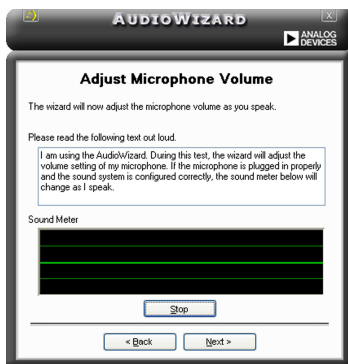 AudioWizard
X
ANALOG
DEVICES
Adjust Microphone Volume
The wizard will now adjust the microphone volume as you speak.
Please read the following text out loud.
I am using the AudioWizard. During this test, the wizard will adjust the
volume setting of my microphone. If the microphone is plugged in properly
and the sound system is configured correctly, the sound meter below will
change as I speak.
Sound Meter
Stop
< Back
Next >